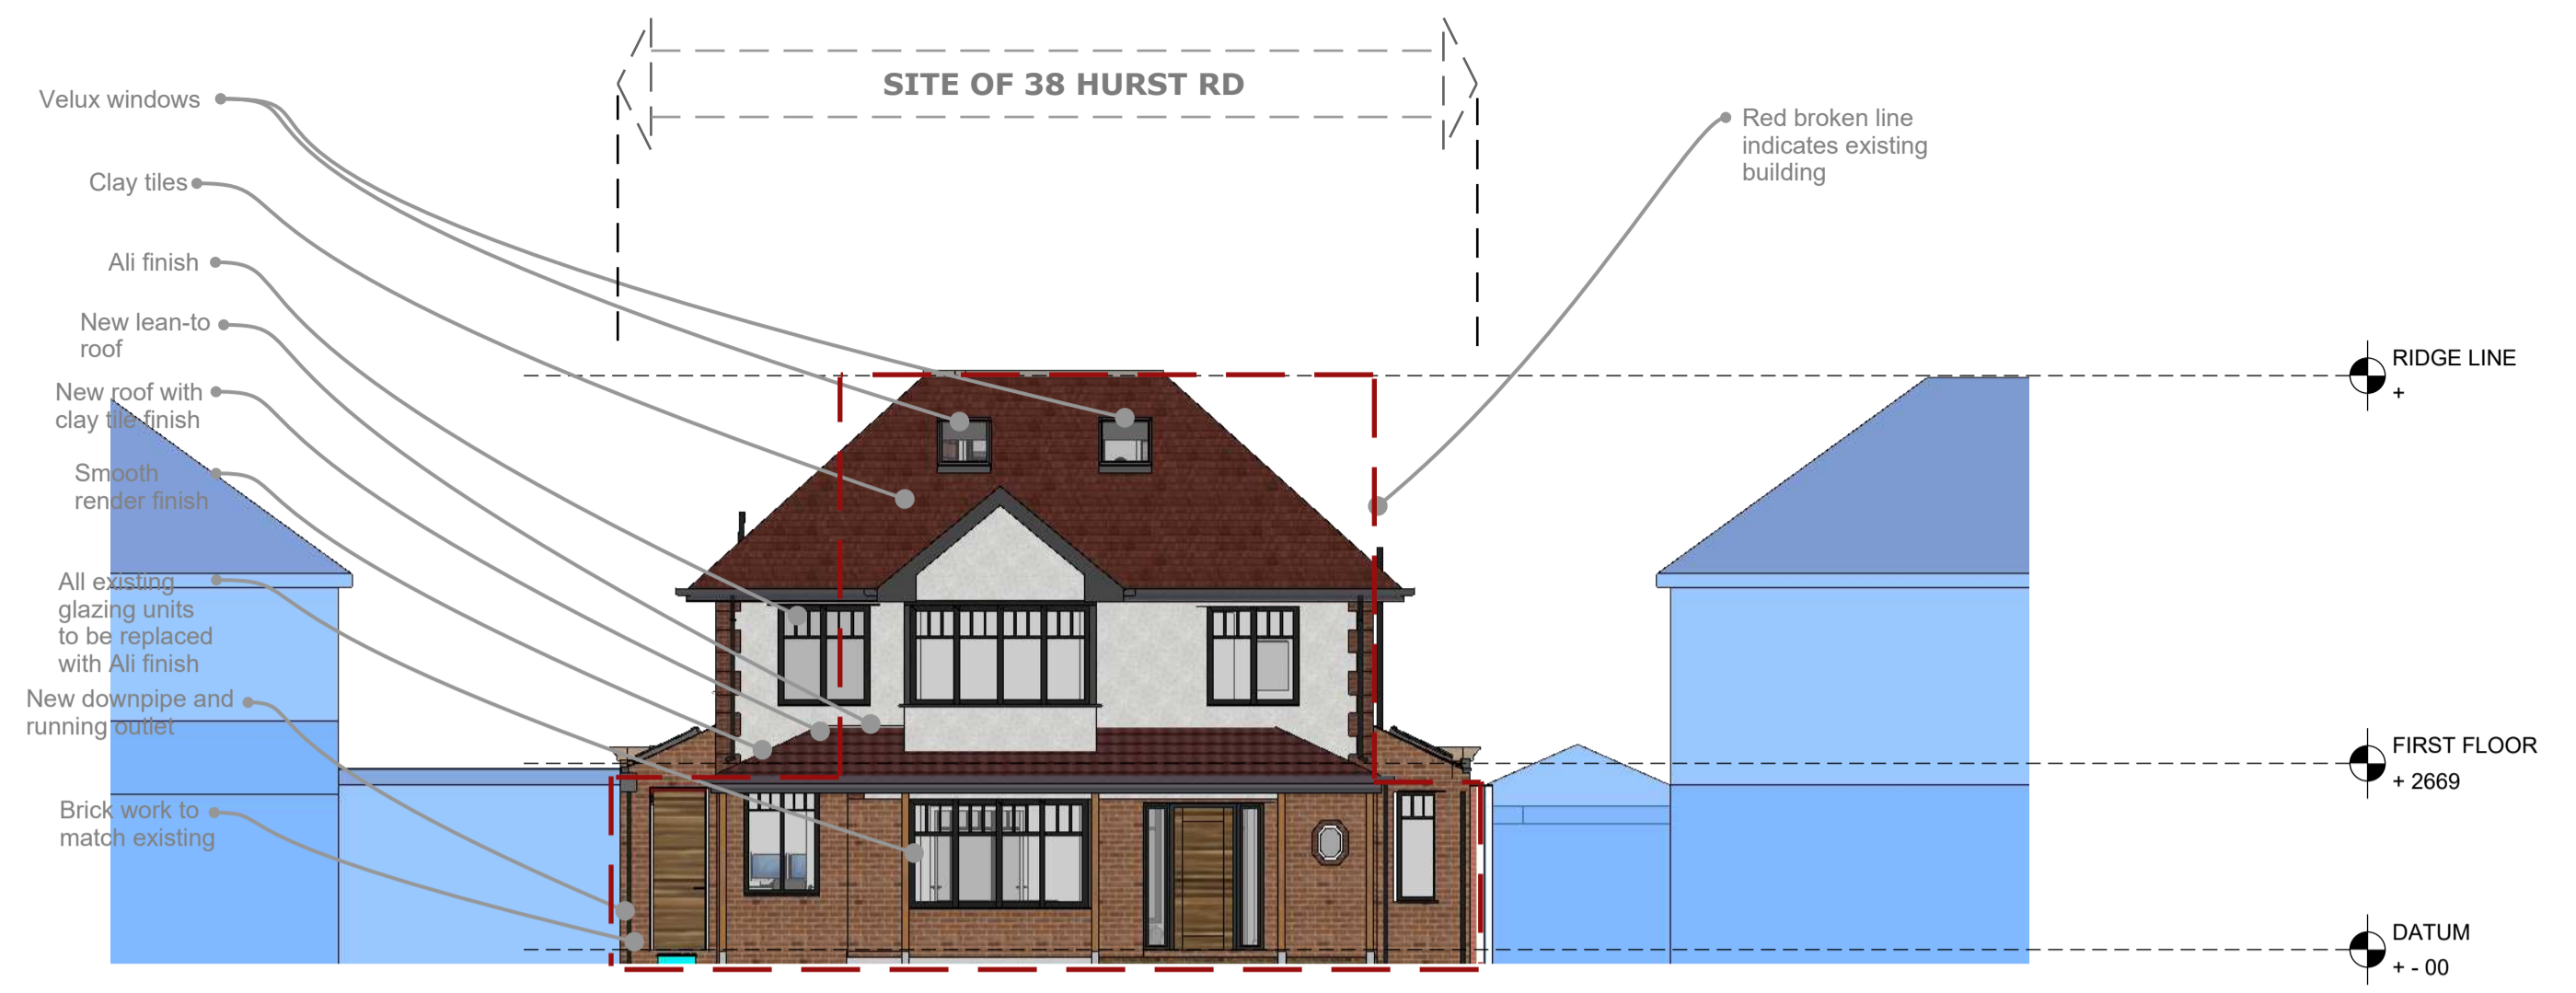 SITE OF 38 HURST RD
Velux windows
Clay tiles
Ali finish
New lean-to
roof
New roof with
clay tile finish
Smooth
render finish
All existing
glazing units
to be replaced
with Ali finish
New downpipe and
running outlet
Brick work to
match existing
Red broken line
indicates existing
building
RIDGE LINE
+
FIRST FLOOR
+ 2669
DATUM
+ - 00